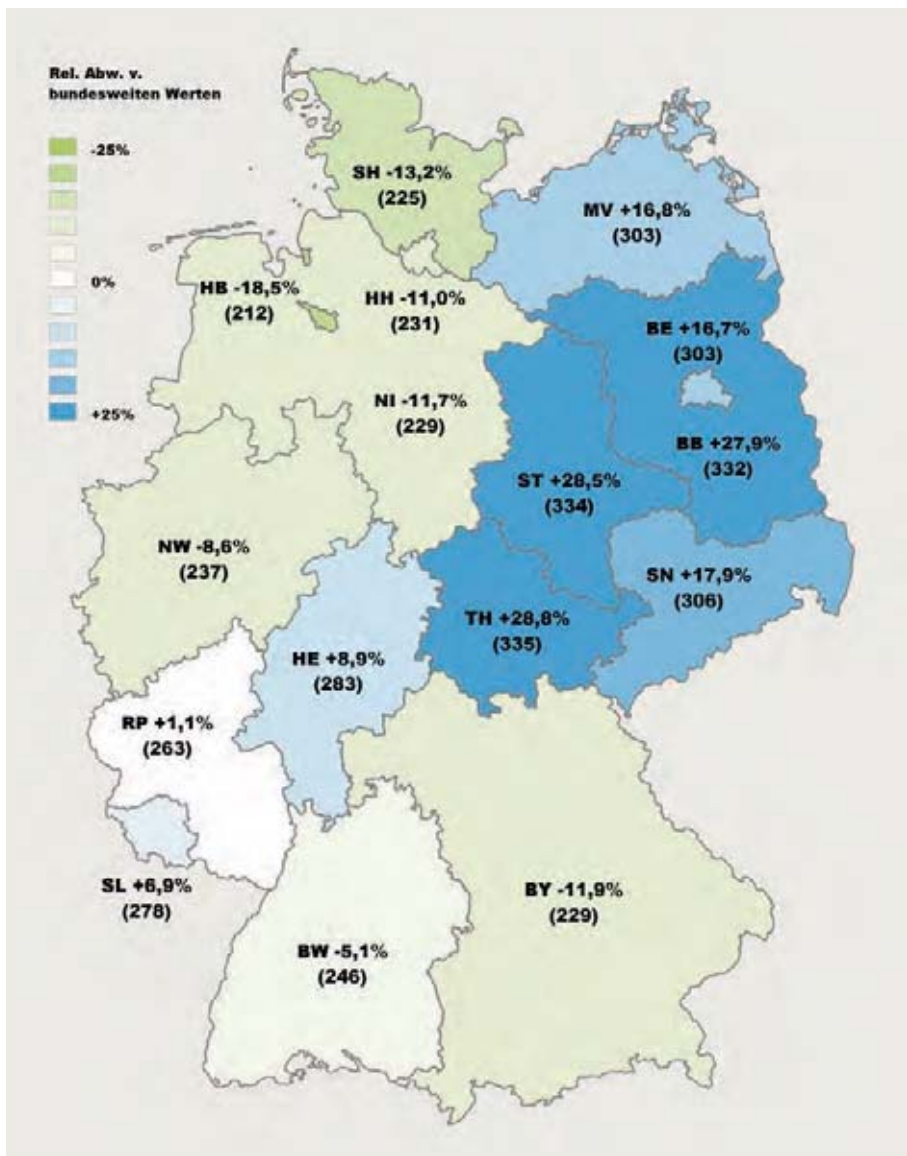 Rel. Abw. v.
bundesweiten Werten
-25%
0%
+25%
SH -13,2%
(225)
MV +16,8%
(303)
HB -18,5%
(212)
HH -11,0%
(231)
BE +16,7%
(303)
NI -11,7%
(229)
BB +27,9%
(332)
ST +28,5%
(334)
NW -8,6%
(237)
SN +17,9%
(306)
TH +28,8%
(335)
HE +8,9%
(283)
RP +1,1%
(263)
SL +6,9%
(278)
BY -11,9%
(229)
BW -5,1%
(246)